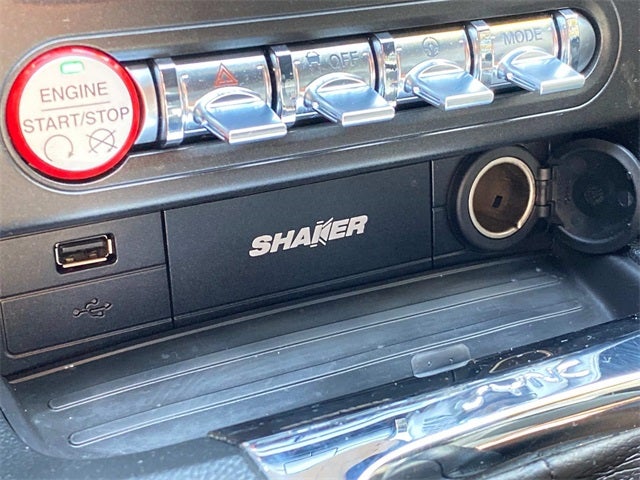 ENGINE
START/STOP
OFF
MODE
SHAKER